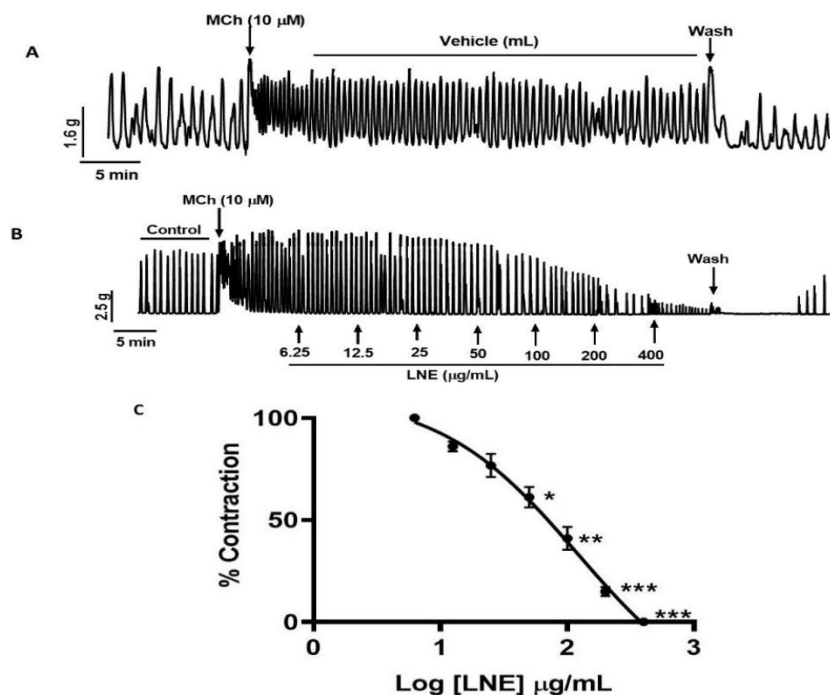 MCh (10 µM)
A
Vehicle (mL)
Wash
1.6 g
5 min
MCh (10 µM)
B
Control
Wash
2.5 g
5 min
6.25 12.5 25 50 100 200 400
LNE (µg/mL)
C
100
50
0
% Contraction
*
**
***
***
0 1 2 3
Log [LNE] µg/mL